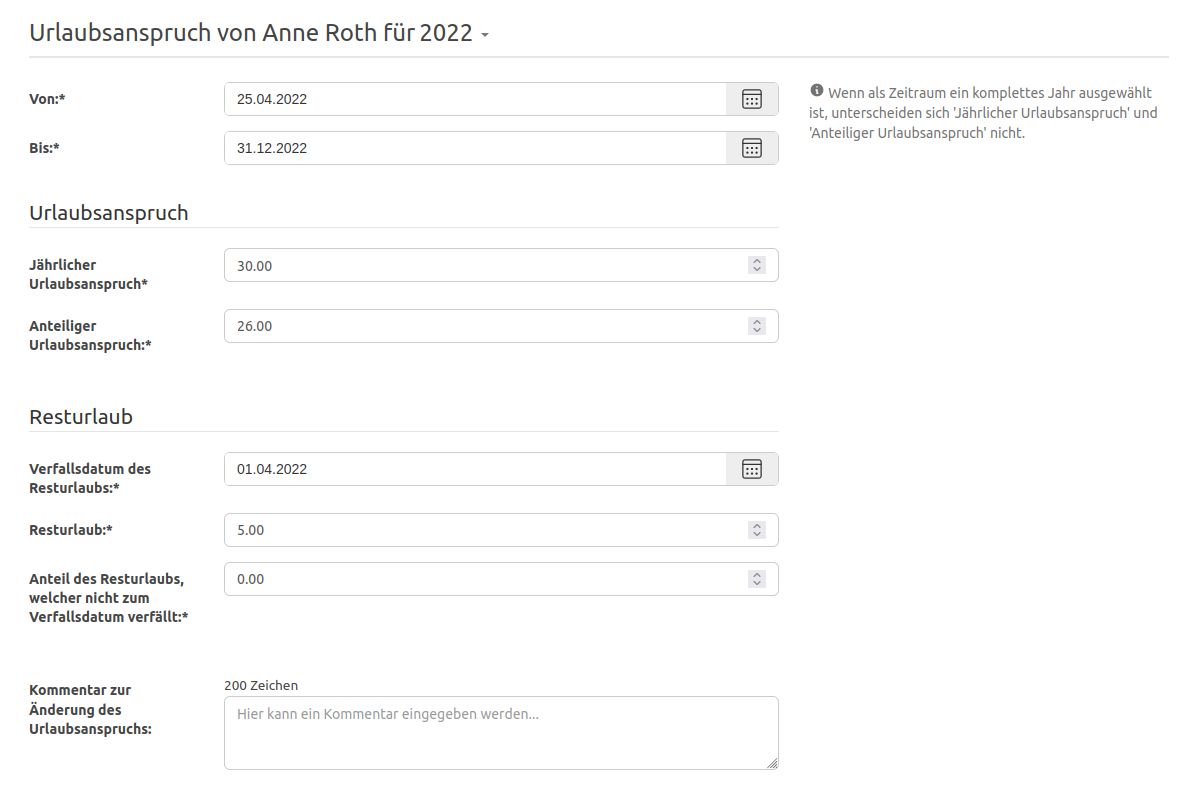 Urlaubsanspruch von Anne Roth für 2022
Von:*
25.04.2022
Wenn als Zeitraum ein komplettes Jahr ausgewählt
ist, unterscheiden sich 'Jährlicher Urlaubsanspruch' und
'Anteiliger Urlaubsanspruch' nicht.
Bis:*
31.12.2022
Urlaubsanspruch
Jährlicher
Urlaubsanspruch*
30.00
Anteiliger
Urlaubsanspruch:*
26.00
Resturlaub
Verfallsdatum des
Resturlaubs:*
01.04.2022
Resturlaub:*
5.00
Anteil des Resturlaubs,
welcher nicht zum
Verfallsdatum verfällt:*
0.00
Kommentar zur
Änderung des
Urlaubsanspruchs:
200 Zeichen
Hier kann ein Kommentar eingegeben werden...